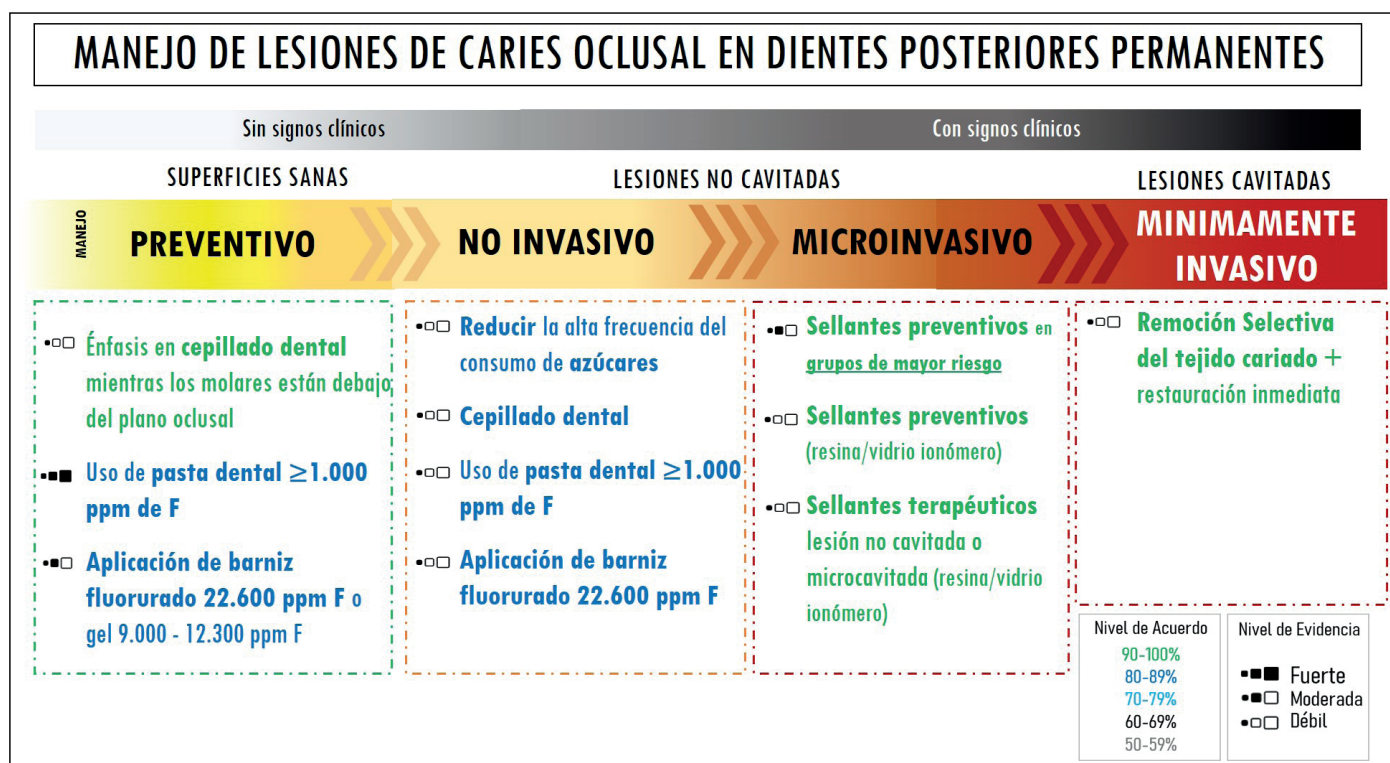 MANEJO DE LESIONES DE CARIES OCLUSAL EN DIENTES POSTERIORES PERMANENTES
Sin signos clínicos
Con signos clínicos
SUPERFICIES SANAS
LESIONES NO CAVITADAS
LESIONES CAVITADAS
MANEJO
PREVENTIVO
NO INVASIVO
MICROINVASIVO
MINIMAMENTE
INVASIVO
Énfasis en cepillado dental
mientras los molares están debajo
del plano oclusal
Uso de pasta dental ≥1.000
ppm de F
Aplicación de barniz
fluorurado 22.600 ppm F o
gel 9.000 - 12.300 ppm F
Reducir la alta frecuencia del
consumo de azúcares
Cepillado dental
Uso de pasta dental ≥1.000
ppm de F
Aplicación de barniz
fluorurado 22.600 ppm F
Sellantes preventivos en
grupos de mayor riesgo
Sellantes preventivos
(resina/vidrio ionómero)
Sellantes terapéuticos
lesión no cavitada o
microcavitada (resina/vidrio
ionómero)
Remoción Selectiva
del tejido cariado +
restauración inmediata
Nivel de Acuerdo
90-100%
80-89%
70-79%
60-69%
50-59%
Nivel de Evidencia
Fuerte
Moderada
Débil